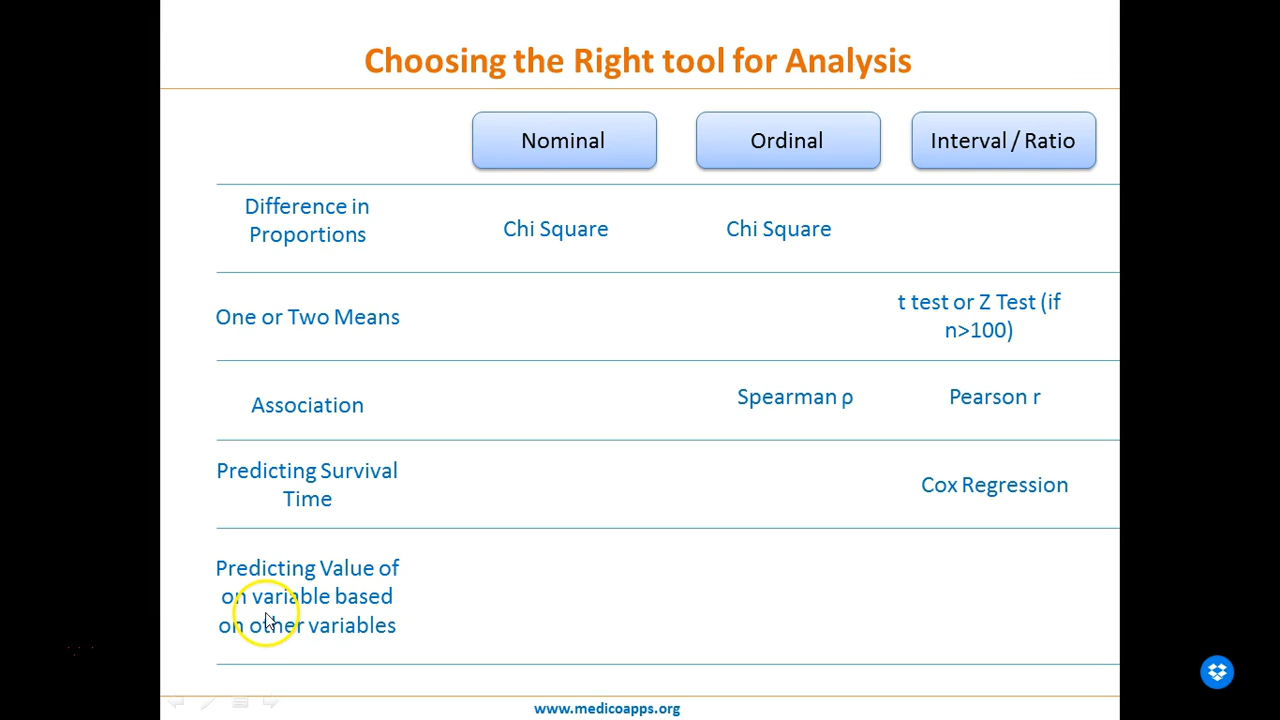 Choosing the Right tool for Analysis
Nominal
Ordinal
Interval / Ratio
Difference in
Proportions
Chi Square
Chi Square
One or Two Means
t test or Z Test (if
n>100)
Association
Spearman ρ
Pearson r
Predicting Survival
Time
Cox Regression
Predicting Value of
on variable based
on other variables
www.medicoapps.org